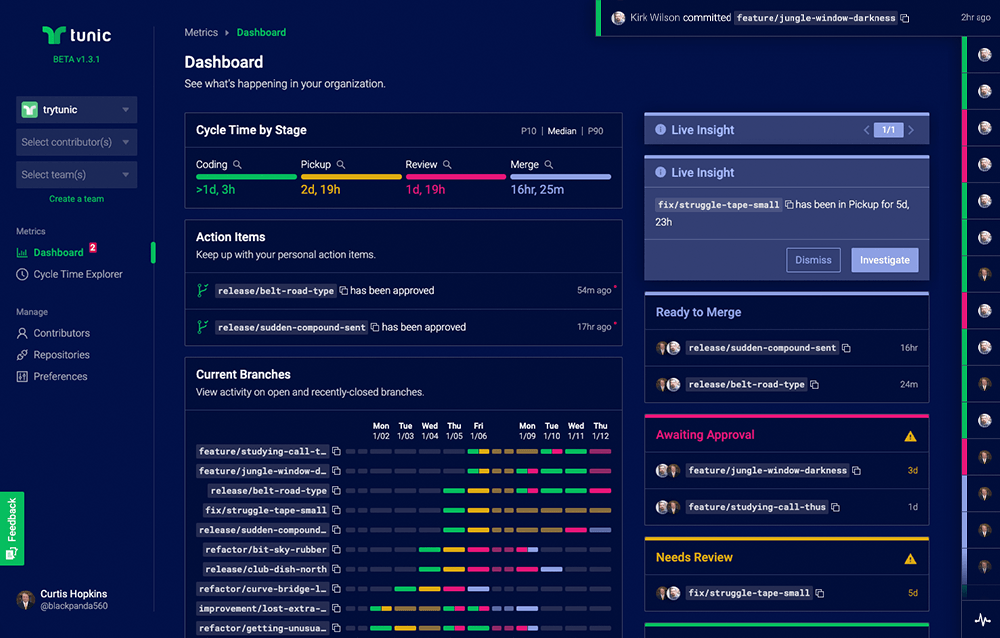 Kirk Wilson committed feature/jungle-window-darkness 2hr ago
tunic
BETA v1.3.1
trytunic
Select contributor(s)
Select team(s)
Create a team
Metrics
Dashboard 2
Cycle Time Explorer
Manage
Contributors
Repositories
Preferences
Feedback
Curtis Hopkins
@blackpanda560
Metrics Dashboard
Dashboard
See what's happening in your organization.
Cycle Time by Stage P10 | Median | P90
Coding Pickup Review Merge
>1d, 3h 2d, 19h 1d, 19h 16hr, 25m
Action Items
Keep up with your personal action items.
release/belt-road-type has been approved 54m ago
release/sudden-compound-sent has been approved 17hr ago
Current Branches
View activity on open and recently-closed branches.
Mon Tue Wed Thu Fri Mon Tue Wed Thu
1/02 1/03 1/04 1/05 1/06 1/09 1/10 1/11 1/12
feature/studying-call-t…
feature/jungle-window-d…
release/belt-road-type
fix/struggle-tape-small
release/sudden-compound…
refactor/bit-sky-rubber
release/club-dish-north
refactor/curve-bridge-l…
improvement/lost-extra-…
refactor/getting-unusua…
Live Insight 1/1
Live Insight
fix/struggle-tape-small has been in Pickup for 5d,
23h
Dismiss Investigate
Ready to Merge
release/sudden-compound-sent 16hr
release/belt-road-type 24m
Awaiting Approval
feature/jungle-window-darkness 3d
feature/studying-call-thus 1d
Needs Review
fix/struggle-tape-small 5d